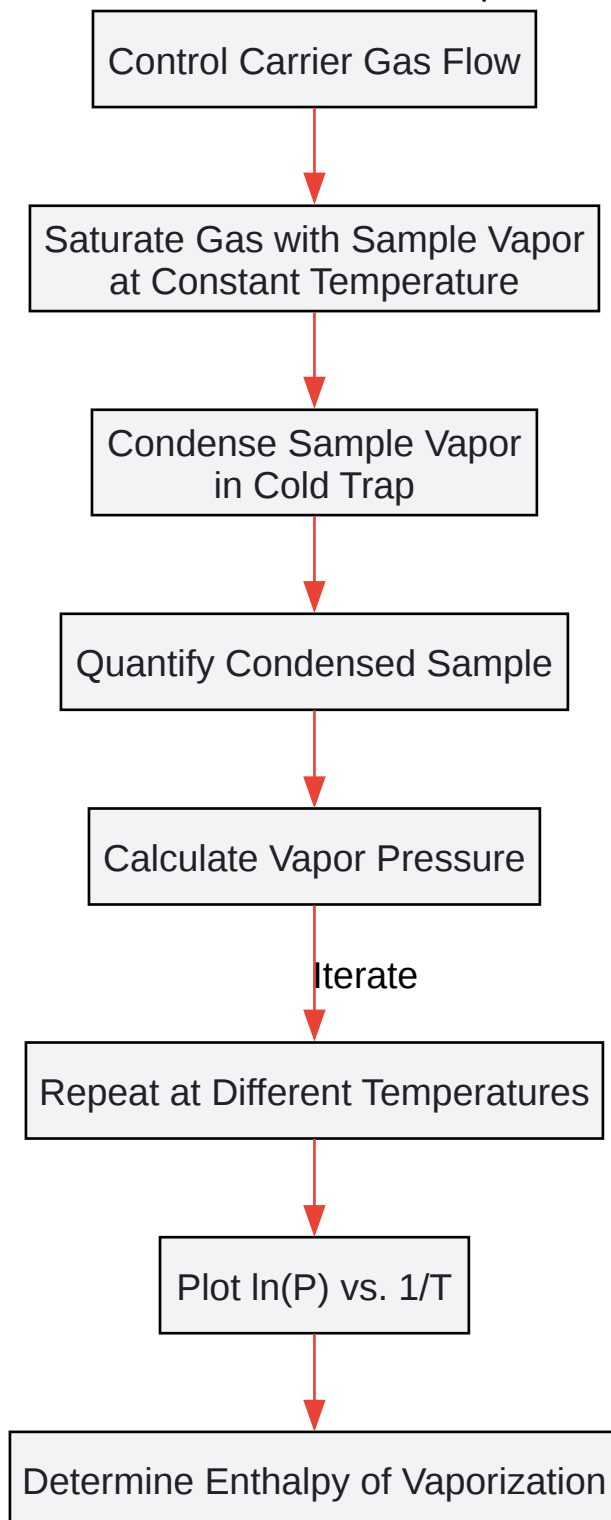 Control Carrier Gas Flow
Saturate Gas with Sample Vapor
at Constant Temperature
Condense Sample Vapor
in Cold Trap
Quantify Condensed Sample
Calculate Vapor Pressure
Iterate
Repeat at Different Temperatures
Plot ln(P) vs. 1/T
Determine Enthalpy of Vaporization